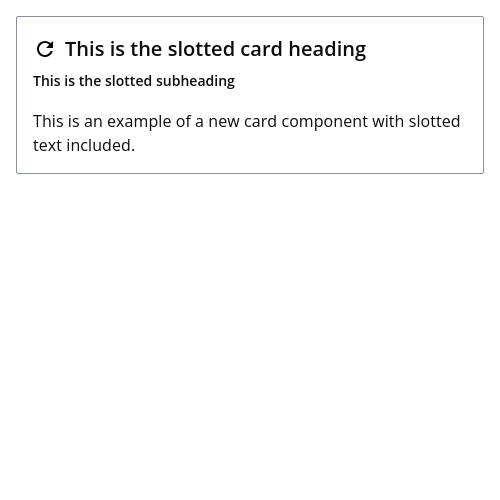 This is the slotted card heading
This is the slotted subheading
This is an example of a new card component with slotted
text included.